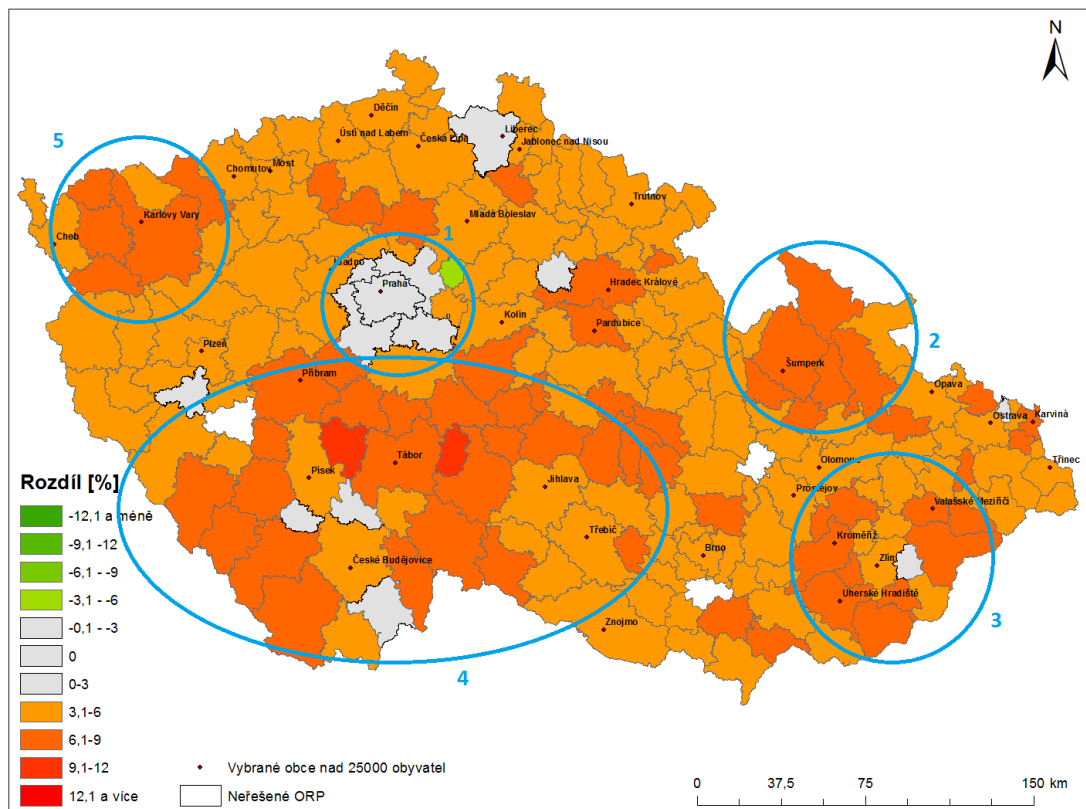 N
Děčín
Ústí nad Labem
Česká Lípa
Liberec
Jablonec nad Nisou
5
Chomutov
Most
Trutnov
Karlovy Vary
Mladá Boleslav
Cheb
1
Kladno
Praha
Hradec Králové
Kolín
Pardubice
Plzeň
2
Příbram
Šumperk
Opava
Ostrava
Karviná
Písek
Tábor
Jihlava
Olomouc
Třinec
Prostějov
Valašské Meziříčí
Třebíč
Brno
Kroměříž
Zlín
České Budějovice
Uherské Hradiště
Znojmo
3
4
Rozdíl [%]
-12,1 a méně
-9,1 - -12
-6,1 - -9
-3,1 - -6
-0,1 - -3
0
0-3
3,1-6
6,1-9
9,1-12
12,1 a více
Vybrané obce nad 25000 obyvatel
Neřešené ORP
0 37,5 75 150 km